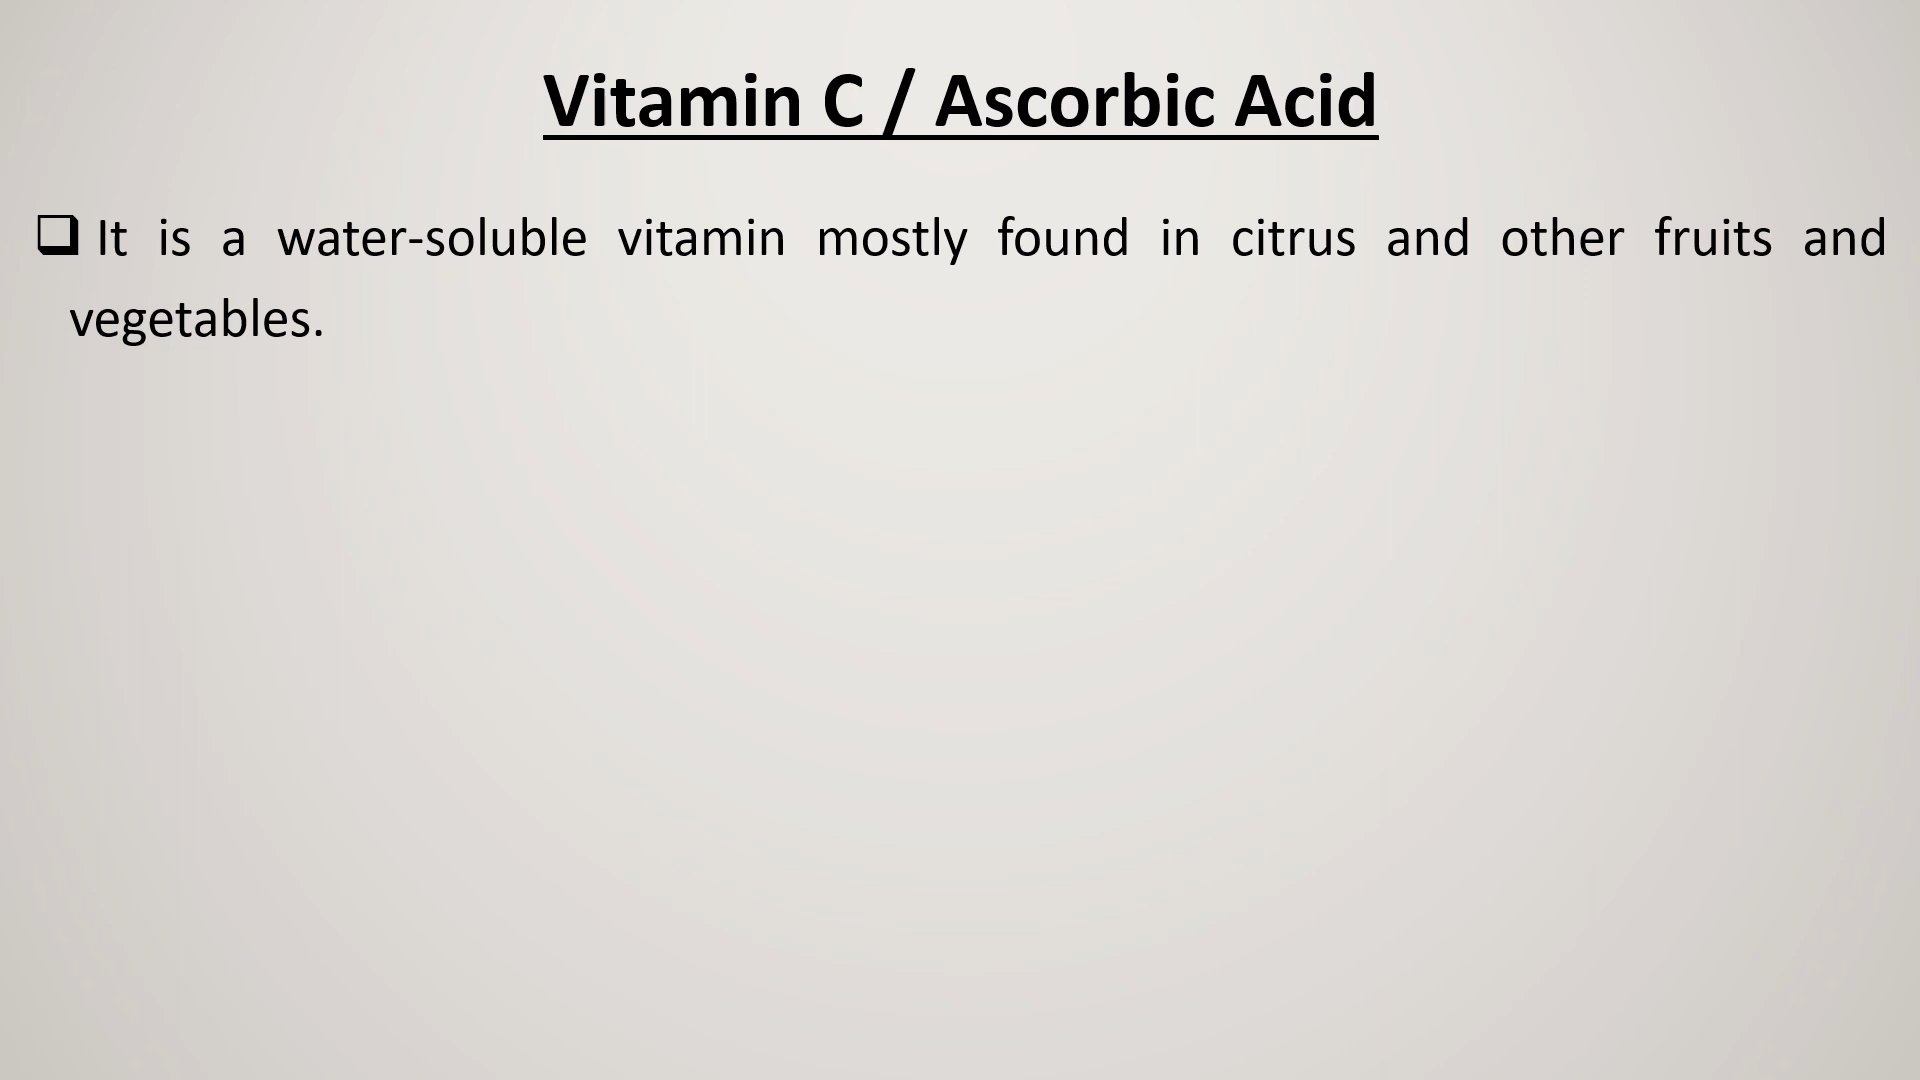 Vitamin C / Ascorbic Acid
❑ It is a water-soluble vitamin mostly found in citrus and other fruits and
vegetables.